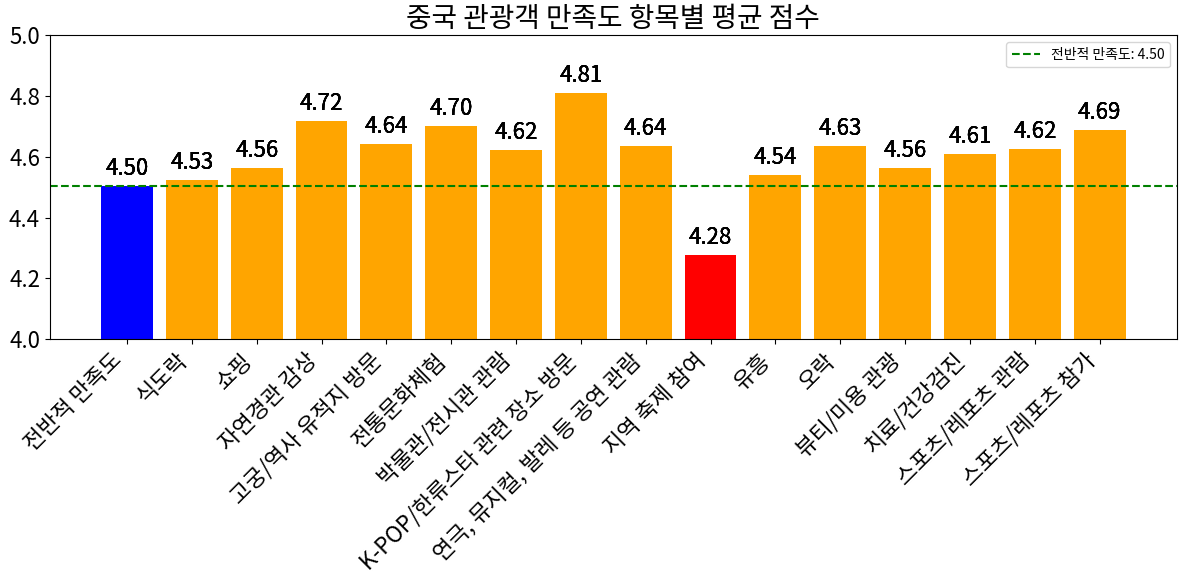 중국 관광객 만족도 항목별 평균 점수
5.0
4.8
4.6
4.4
4.2
4.0
전반적 만족도: 4.50
4.50
4.53
4.56
4.72
4.64
4.70
4.62
4.81
4.64
4.28
4.54
4.63
4.56
4.61
4.62
4.69
전반적 만족도
식도락
쇼핑
자연경관 감상
고궁/역사 유적지 방문
전통문화체험
박물관/전시관 관람
K-POP/한류스타 관련 장소 방문
연극, 뮤지컬, 발레 등 공연 관람
지역 축제 참여
유흥
오락
뷰티/미용 관광
치료/건강검진
스포츠/레포츠 관람
스포츠/레포츠 참가